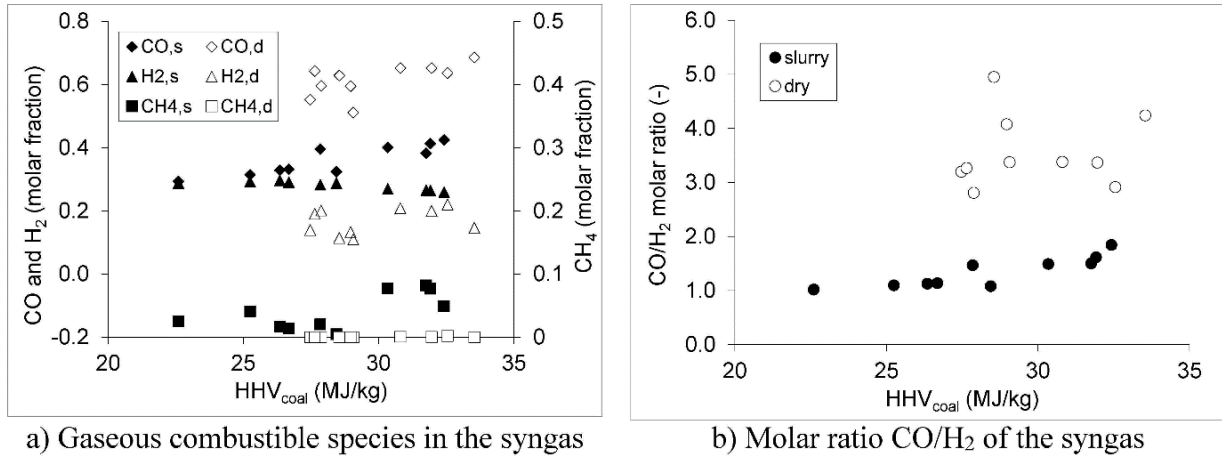 0.8
0.6
0.4
0.2
0.0
-0.2
CO and H2 (molar fraction)
CO,s
CO,d
H2,s
H2,d
CH4,s
CH4,d
0.5
0.4
0.3
0.2
0.1
0
CH4 (molar fraction)
20
25
30
35
HHVcoal (MJ/kg)
a) Gaseous combustible species in the syngas
6.0
5.0
4.0
3.0
2.0
1.0
0.0
CO/H2 molar ratio (-)
slurry
dry
20
25
30
35
HHVcoal (MJ/kg)
b) Molar ratio CO/H2 of the syngas